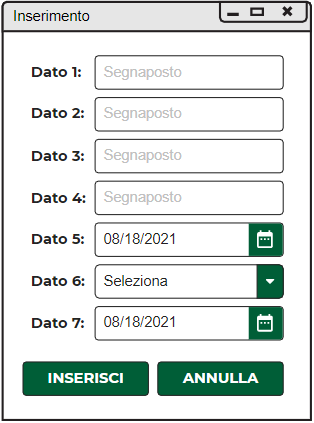 Inserimento
Dato 1: Segnaposto
Dato 2: Segnaposto
Dato 3: Segnaposto
Dato 4: Segnaposto
Dato 5: 08/18/2021
Dato 6: Seleziona
Dato 7: 08/18/2021
INSERISCI ANNULLA